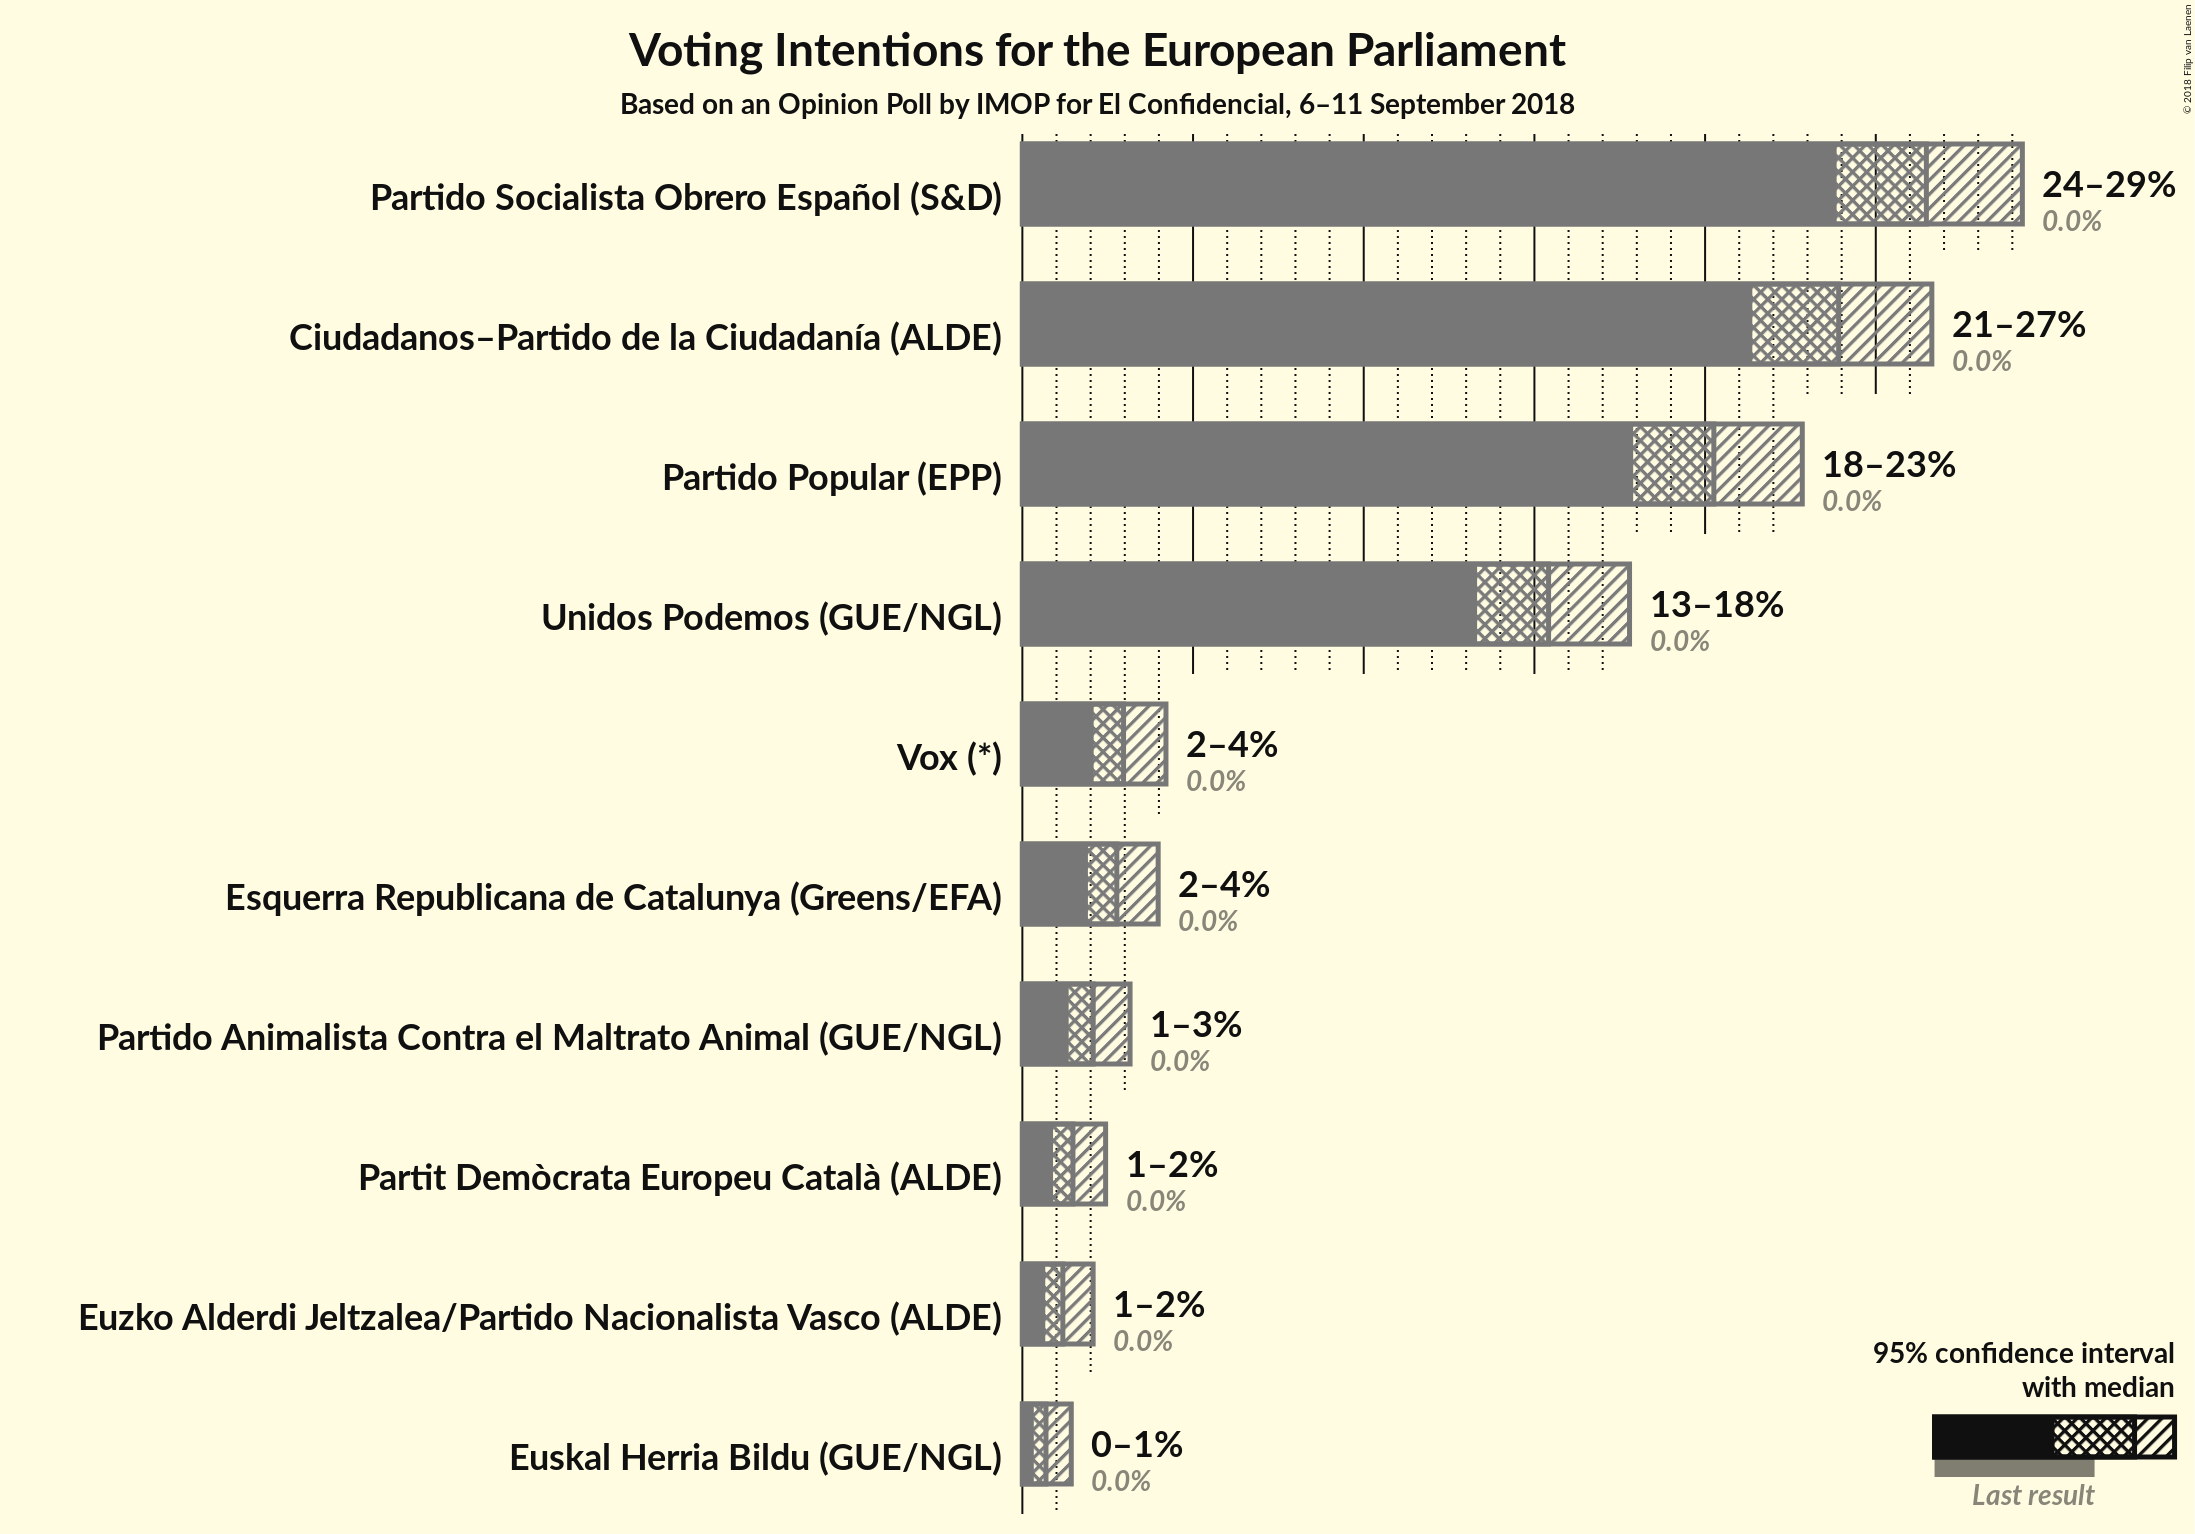 Voting Intentions for the European Parliament
Based on an Opinion Poll by IMOP for El Confidencial, 6–11 September 2018
© 2018 Filip van Laenen
Partido Socialista Obrero Español (S&D)
24–29%
0.0%
Ciudadanos–Partido de la Ciudadanía (ALDE)
21–27%
0.0%
Partido Popular (EPP)
18–23%
0.0%
Unidos Podemos (GUE/NGL)
13–18%
0.0%
Vox (*)
2–4%
0.0%
Esquerra Republicana de Catalunya (Greens/EFA)
2–4%
0.0%
Partido Animalista Contra el Maltrato Animal (GUE/NGL)
1–3%
0.0%
Partit Demòcrata Europeu Català (ALDE)
1–2%
0.0%
Euzko Alderdi Jeltzalea/Partido Nacionalista Vasco (ALDE)
1–2%
0.0%
Euskal Herria Bildu (GUE/NGL)
0–1%
0.0%
95% confidence interval
with median
Last result